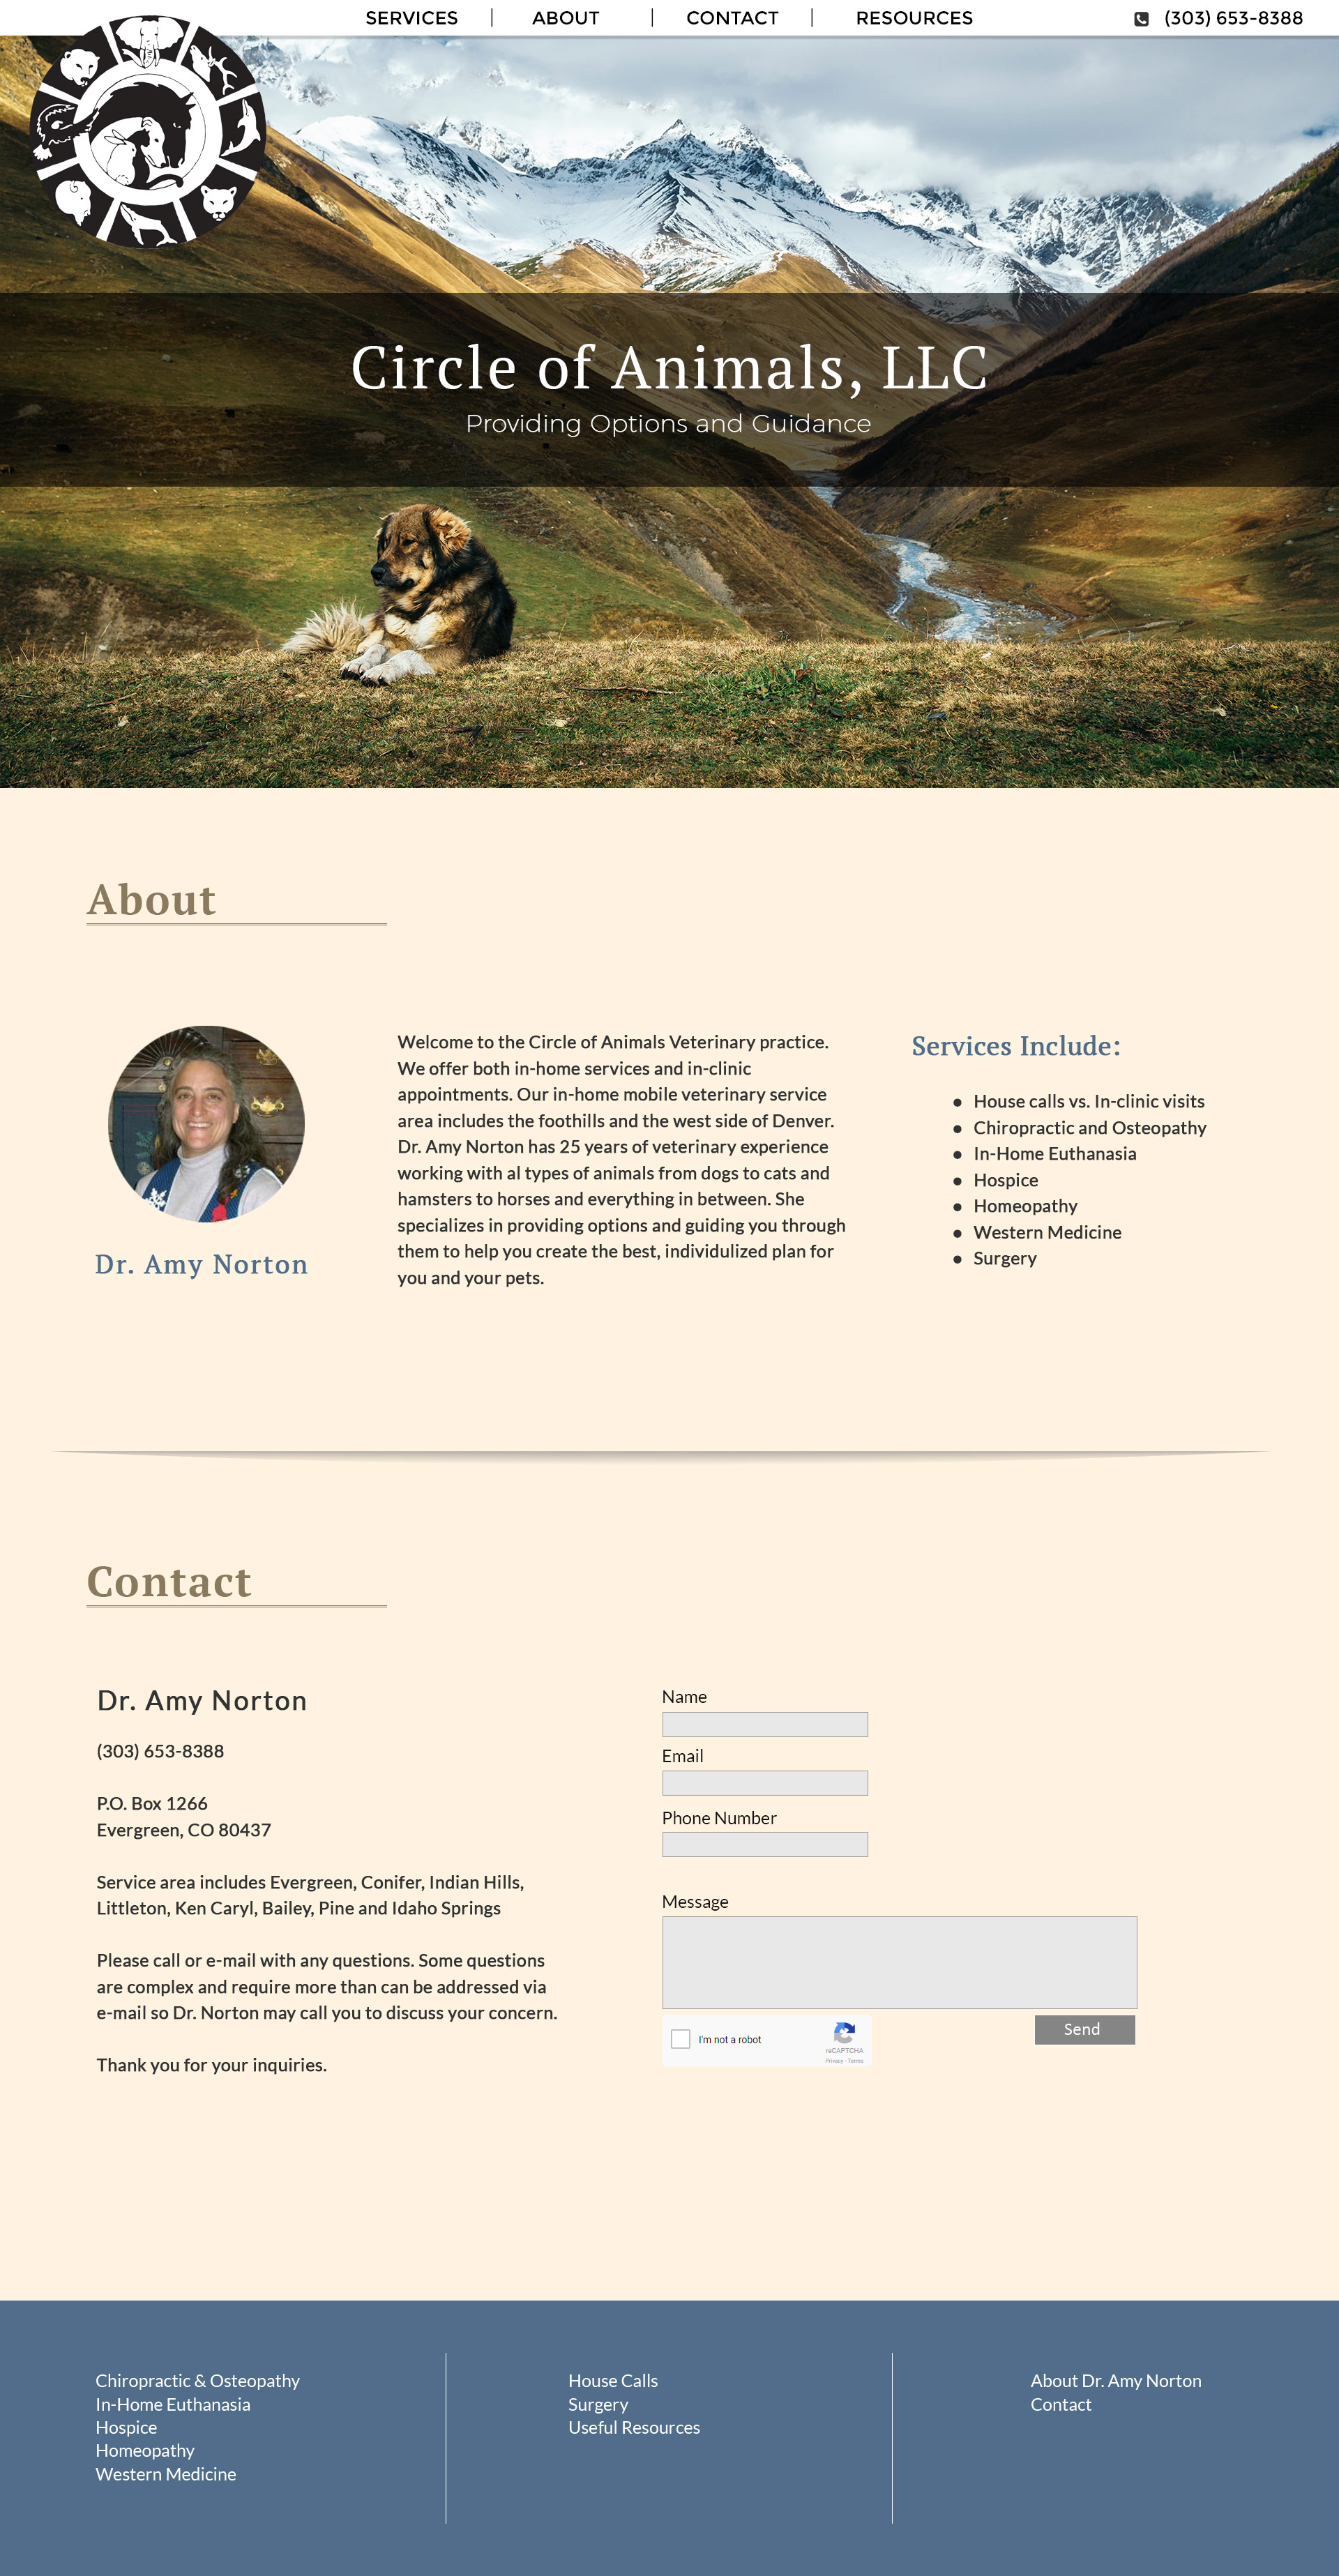 SERVICES
ABOUT
CONTACT
RESOURCES
(303) 653-8388
Circle of Animals, LLC
Providing Options and Guidance
About
Welcome to the Circle of Animals Veterinary practice.
We offer both in-home services and in-clinic
appointments. Our in-home mobile veterinary service
area includes the foothills and the west side of Denver.
Dr. Amy Norton has 25 years of veterinary experience
working with al types of animals from dogs to cats and
hamsters to horses and everything in between. She
specializes in providing options and guiding you through
them to help you create the best, individulized plan for
you and your pets.
Dr. Amy Norton
Services Include:
● House calls vs. In-clinic visits
● Chiropractic and Osteopathy
● In-Home Euthanasia
● Hospice
● Homeopathy
● Western Medicine
● Surgery
Contact
Dr. Amy Norton
(303) 653-8388
P.O. Box 1266
Evergreen, CO 80437
Service area includes Evergreen, Conifer, Indian Hills,
Littleton, Ken Caryl, Bailey, Pine and Idaho Springs
Please call or e-mail with any questions. Some questions
are complex and require more than can be addressed via
e-mail so Dr. Norton may call you to discuss your concern.
Thank you for your inquiries.
Name
Email
Phone Number
Message
I'm not a robot
reCAPTCHA
Privacy - Terms
Send
Chiropractic & Osteopathy
In-Home Euthanasia
Hospice
Homeopathy
Western Medicine
House Calls
Surgery
Useful Resources
About Dr. Amy Norton
Contact